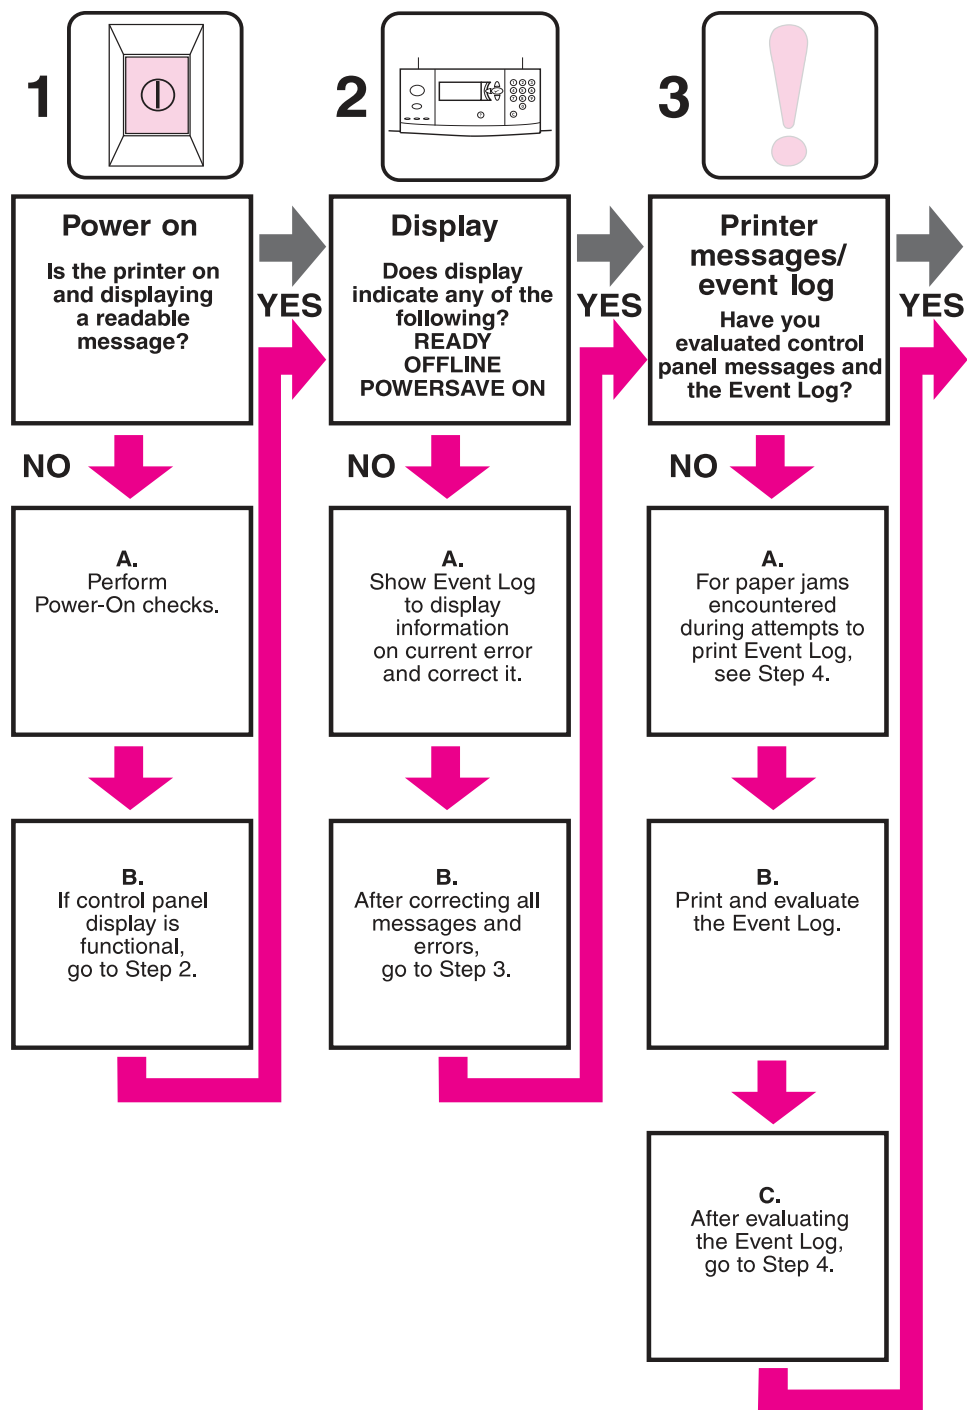 1
2
3
Power on
Is the printer on
and displaying
a readable
message?
YES
NO
A.
Perform
Power-On checks.
B.
If control panel
display is
functional,
go to Step 2.
Display
Does display
indicate any of the
following?
READY
OFFLINE
POWERSAVE ON
YES
NO
A.
Show Event Log
to display
information
on current error
and correct it.
B.
After correcting all
messages and
errors,
go to Step 3.
Printer
messages/
event log
Have you
evaluated control
panel messages and
the Event Log?
YES
NO
A.
For paper jams
encountered
during attempts to
print Event Log,
see Step 4.
B.
Print and evaluate
the Event Log.
C.
After evaluating
the Event Log,
go to Step 4.